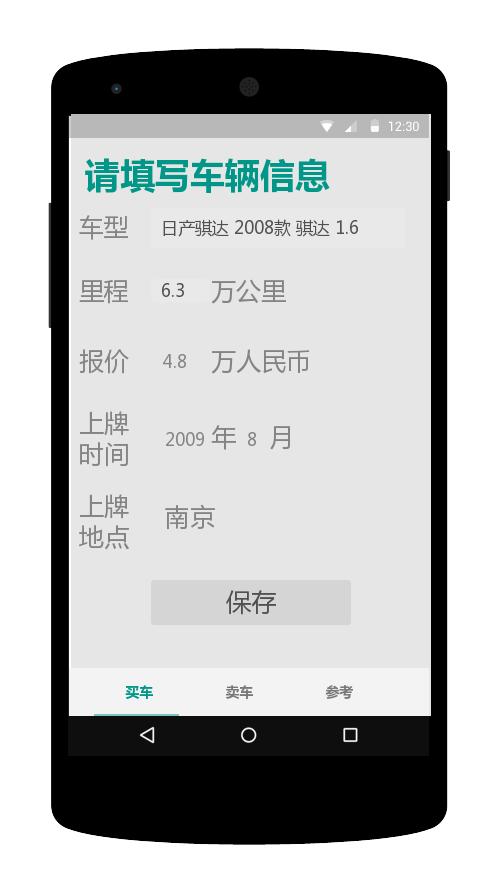 12:30
请填写车辆信息
车型 日产骐达 2008款 骐达 1.6
里程 6.3 万公里
报价 4.8 万人民币
上牌
时间 2009 年 8 月
上牌
地点 南京
保存
买车 卖车 参考